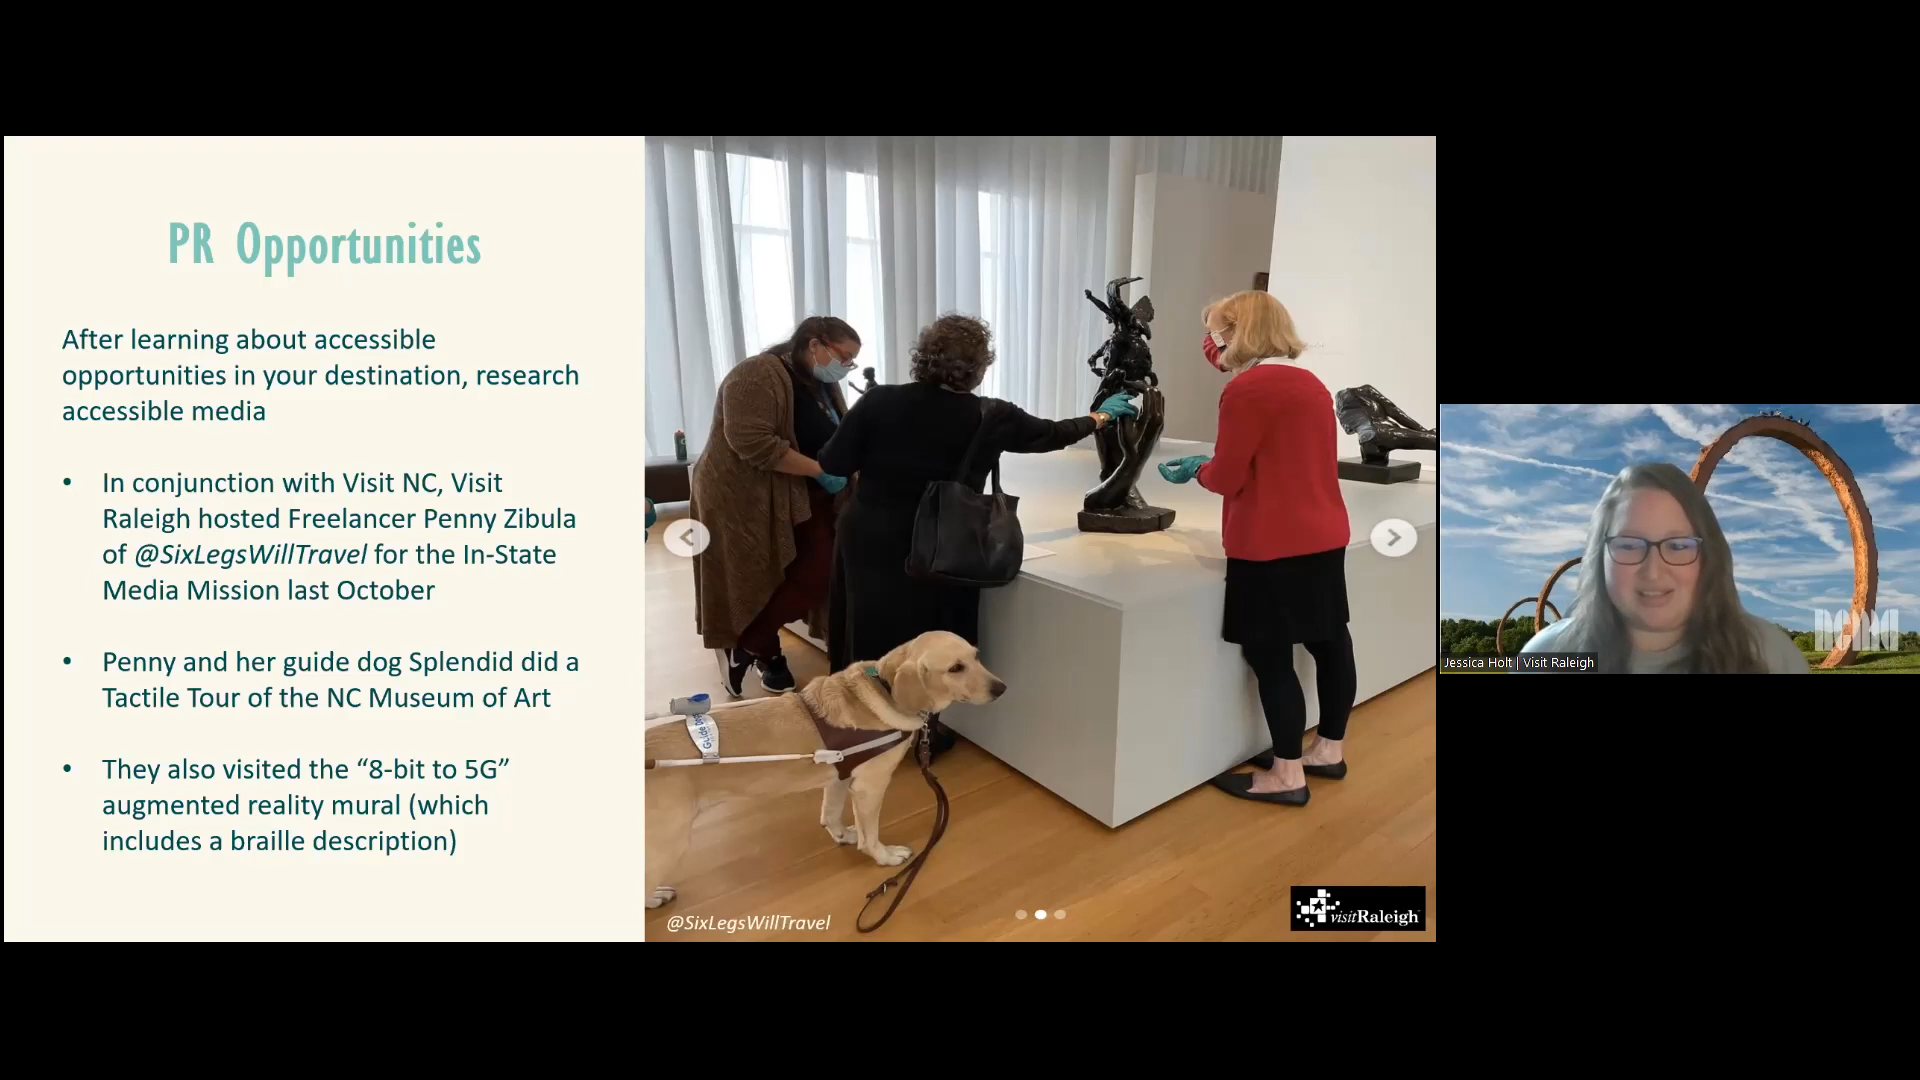 PR Opportunities
After learning about accessible
opportunities in your destination, research
accessible media
• In conjunction with Visit NC, Visit
Raleigh hosted Freelancer Penny Zibula
of @SixLegsWillTravel for the In-State
Media Mission last October
• Penny and her guide dog Splendid did a
Tactile Tour of the NC Museum of Art
• They also visited the “8-bit to 5G”
augmented reality mural (which
includes a braille description)
Guide Dog
@SixLegsWillTravel
visitRaleigh
Jessica Holt | Visit Raleigh